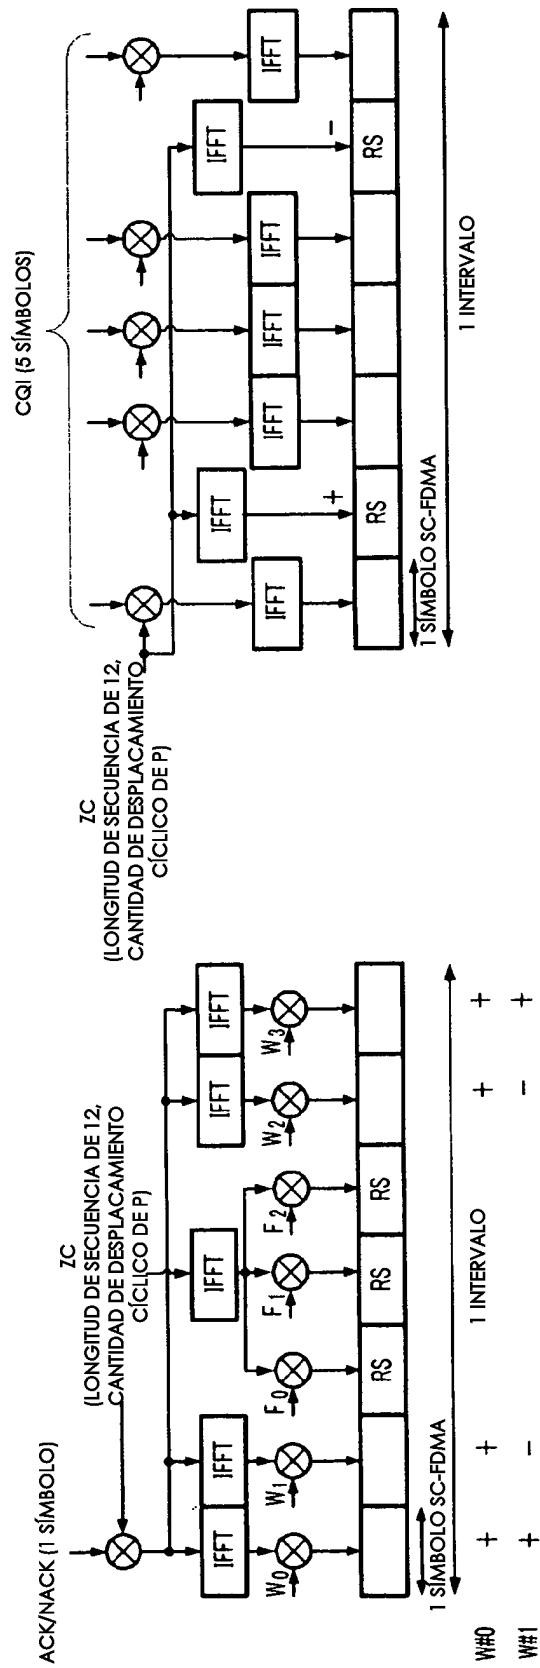 ACK/NACK (1 SÍMBOLO)
ZC
(LONGITUD DE SECUENCIA DE 12,
CANTIDAD DE DESPLACAMIENTO
CÍCLICO DE P)
IFFT IFFT IFFT IFFT IFFT
W0 W1 F0 F1 F2 W2 W3
RS RS RS
1 SÍMBOLO SC-FDMA
1 INTERVALO
W#0 + + + +
W#1 + - - +
CQI (5 SÍMBOLOS)
ZC
(LONGITUD DE SECUENCIA DE 12,
CANTIDAD DE DESPLACAMIENTO
CÍCLICO DE P)
IFFT IFFT
IFFT IFFT IFFT IFFT IFFT
+ -
RS RS
1 SÍMBOLO SC-FDMA
1 INTERVALO